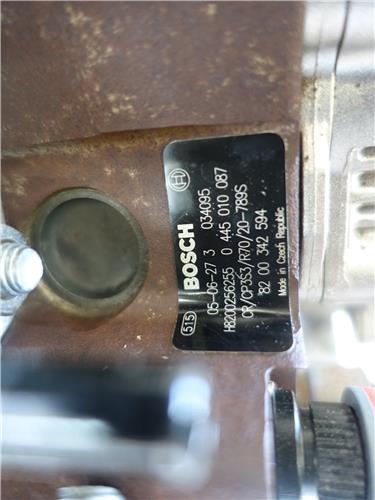 515 BOSCH
05-06-27 3 034095
H8200256255 0 445 010 087
CR/CP3S3/R70/20-789S
82 00 342 594
Made in Czech Republic